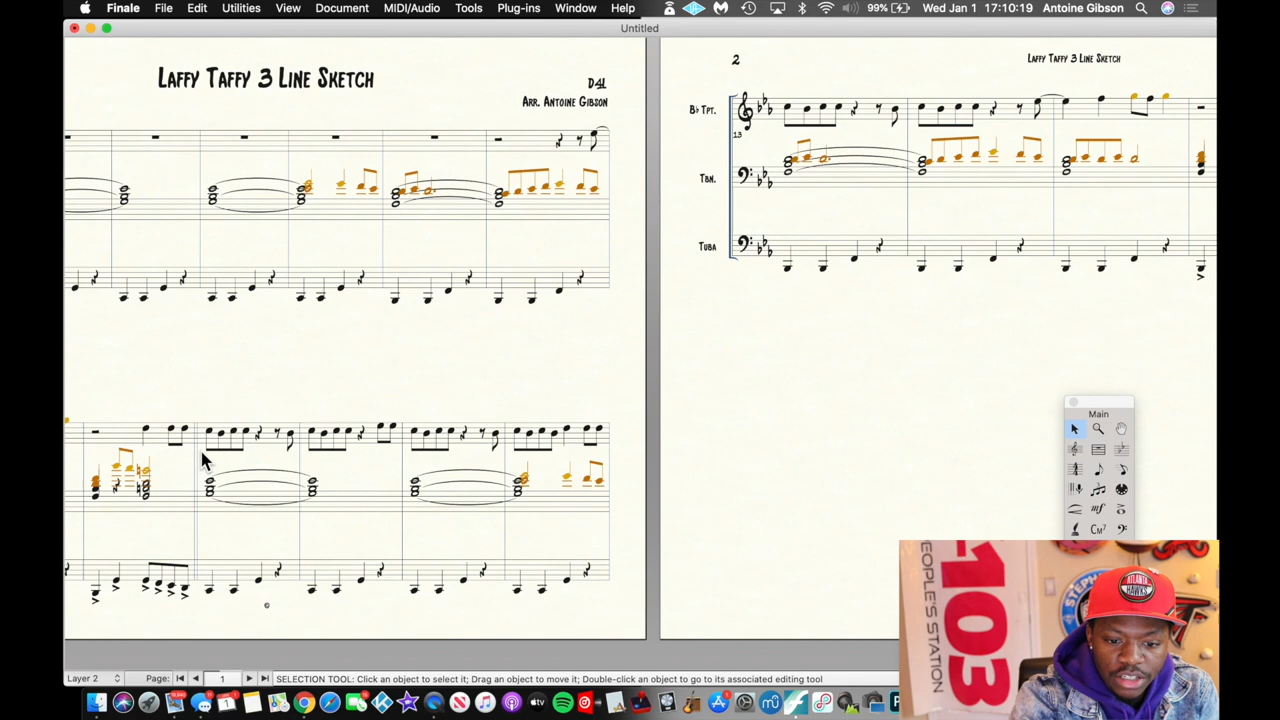 Finale File Edit Utilities View Document MIDI/Audio Tools Plug-ins Window Help 99% Wed Jan 1 17:10:19 Antoine Gibson
Untitled
Laffy Taffy 3 Line Sketch
D4L
Arr. Antoine Gibson
2
Laffy Taffy 3 Line Sketch
B♭ Tpt.
13
Tbn.
Tuba
Main
mf
CM7
Layer 2 Page: 1 SELECTION TOOL: Click an object to select it; Drag an object to move it; Double-click an object to go to its associated editing tool
PEOPLE'S STATION
-103
STEPH
ATLANTA
HAWKS
tv